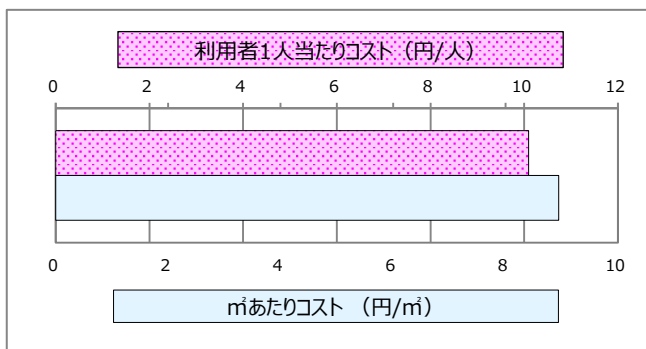 利用者1人当たりコスト（円/人）
0 2 4 6 8 10 12
0 2 4 6 8 10
㎡あたりコスト （円/㎡）